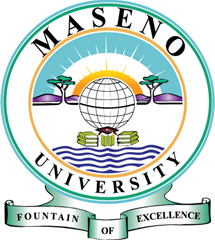 MASENO
UNIVERSITY
FOUNTAIN OF EXCELLENCE